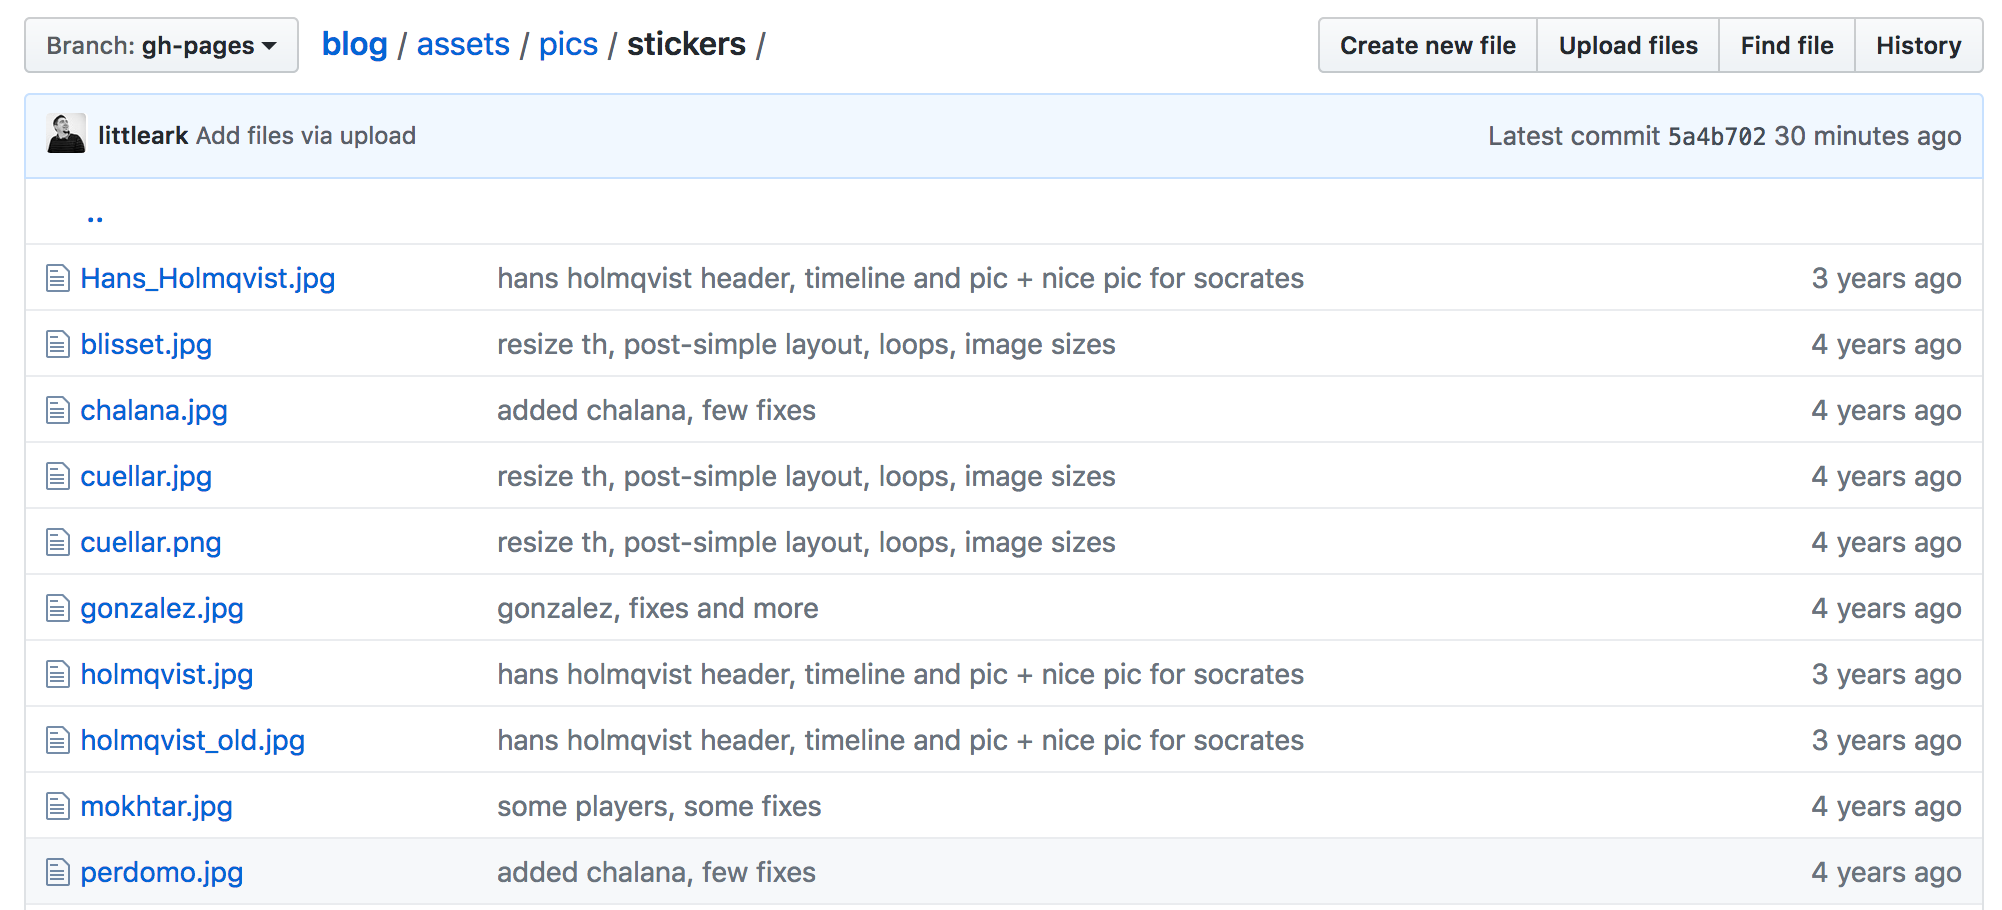 Branch: gh-pages blog / assets / pics / stickers / Create new file Upload files Find file History
littleark Add files via upload Latest commit 5a4b702 30 minutes ago
..
Hans_Holmqvist.jpg hans holmqvist header, timeline and pic + nice pic for socrates 3 years ago
blisset.jpg resize th, post-simple layout, loops, image sizes 4 years ago
chalana.jpg added chalana, few fixes 4 years ago
cuellar.jpg resize th, post-simple layout, loops, image sizes 4 years ago
cuellar.png resize th, post-simple layout, loops, image sizes 4 years ago
gonzalez.jpg gonzalez, fixes and more 4 years ago
holmqvist.jpg hans holmqvist header, timeline and pic + nice pic for socrates 3 years ago
holmqvist_old.jpg hans holmqvist header, timeline and pic + nice pic for socrates 3 years ago
mokhtar.jpg some players, some fixes 4 years ago
perdomo.jpg added chalana, few fixes 4 years ago